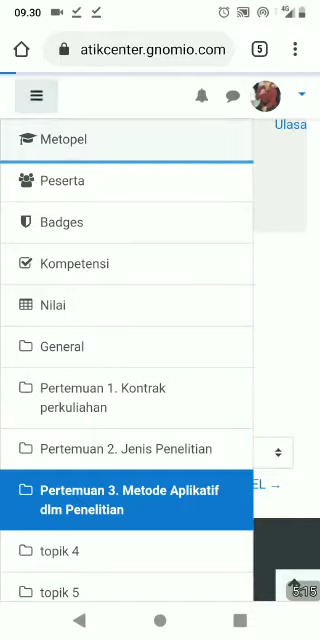 09.30
4G
atikcenter.gnomio.com
5
Ulasa
Metopel
Peserta
Badges
Kompetensi
Nilai
General
Pertemuan 1. Kontrak
perkuliahan
Pertemuan 2. Jenis Penelitian
EL →
Pertemuan 3. Metode Aplikatif
dlm Penelitian
topik 4
topik 5
5:15